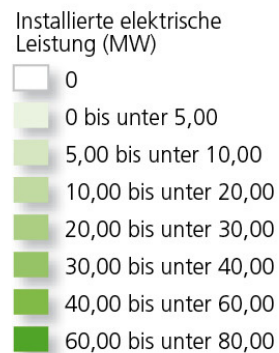 Installierte elektrische
Leistung (MW)
0
0 bis unter 5,00
5,00 bis unter 10,00
10,00 bis unter 20,00
20,00 bis unter 30,00
30,00 bis unter 40,00
40,00 bis unter 60,00
60,00 bis unter 80,00